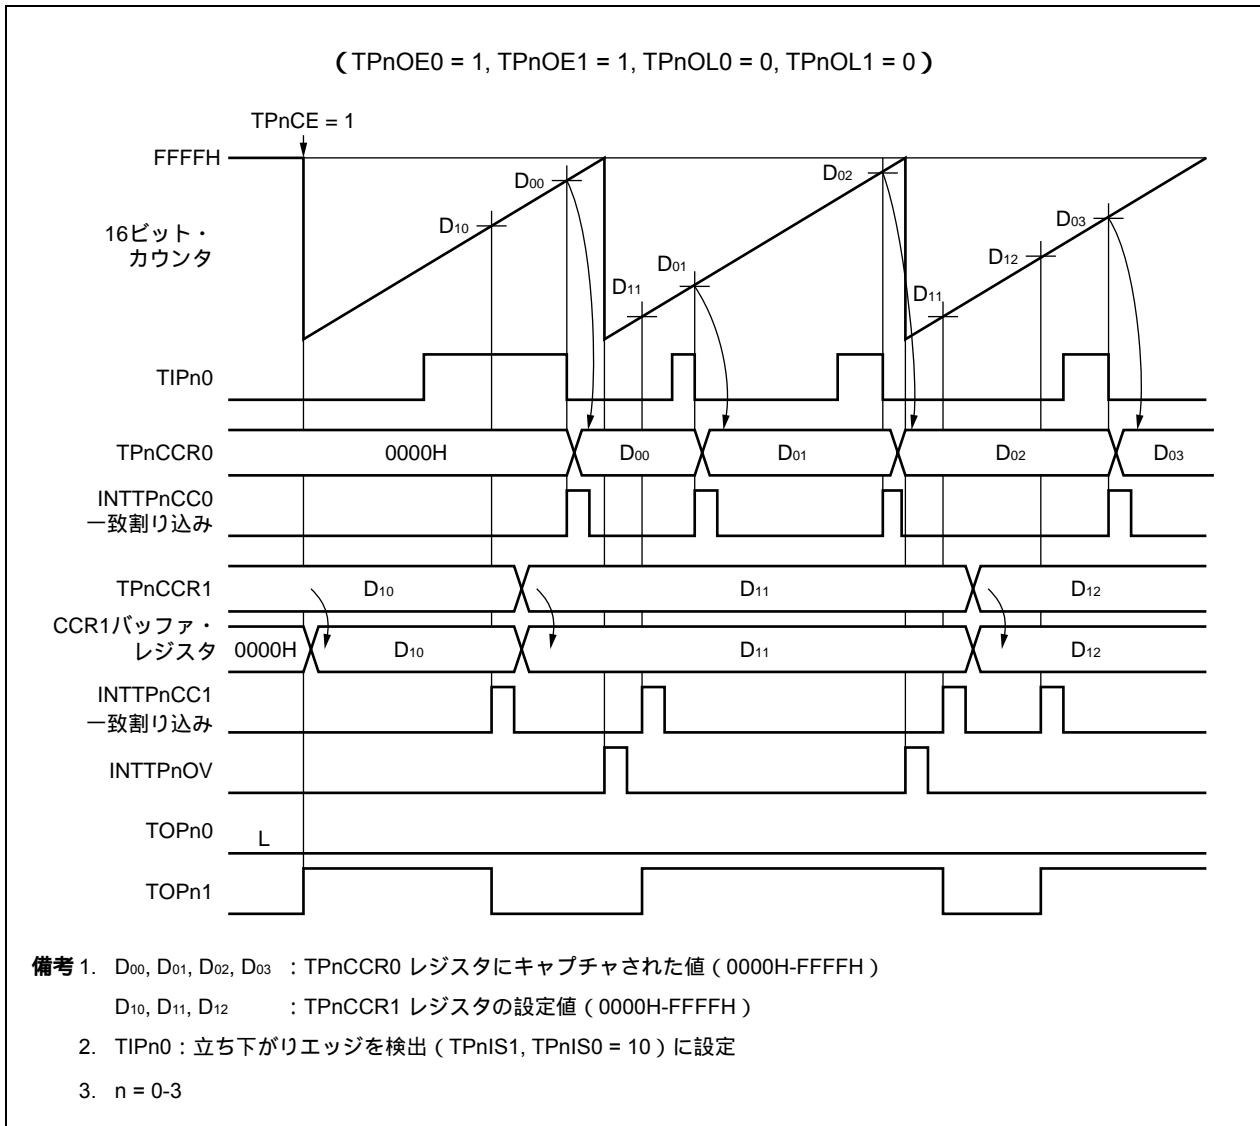 （TPnOE0 = 1, TPnOE1 = 1, TPnOL0 = 0, TPnOL1 = 0）
TPnCE = 1
FFFFH
16ビット・
カウンタ
D10
D00
D11
D01
D02
D11
D12
D03
TIPn0
TPnCCR0
0000H
D00
D01
D02
D03
INTTPnCC0
一致割り込み
TPnCCR1
D10
D11
D12
CCR1バッファ・
レジスタ
0000H
D10
D11
D12
INTTPnCC1
一致割り込み
INTTPnOV
TOPn0
L
TOPn1
備考 1. D00, D01, D02, D03 ：TPnCCR0 レジスタにキャプチャされた値（0000H-FFFFH）
D10, D11, D12 ：TPnCCR1 レジスタの設定値（0000H-FFFFH）
2. TIPn0：立ち下がりエッジを検出（TPnIS1, TPnIS0 = 10）に設定
3. n = 0-3